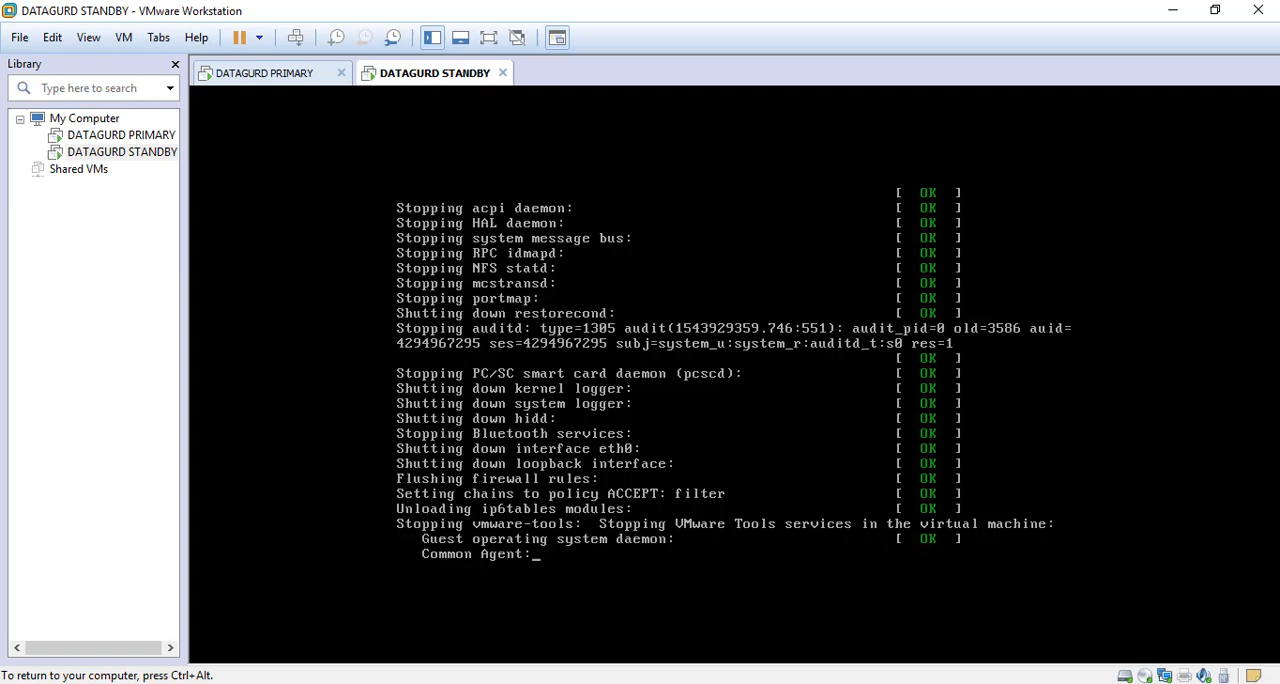 DATAGURD STANDBY - VMware Workstation
File Edit View VM Tabs Help
Library
Type here to search
My Computer
DATAGURD PRIMARY
DATAGURD STANDBY
Shared VMs
DATAGURD PRIMARY
DATAGURD STANDBY
[ OK ]
Stopping acpi daemon: [ OK ]
Stopping HAL daemon: [ OK ]
Stopping system message bus: [ OK ]
Stopping RPC idmapd: [ OK ]
Stopping NFS statd: [ OK ]
Stopping mcstransd: [ OK ]
Stopping portmap: [ OK ]
Shutting down restorecond: [ OK ]
Stopping auditd: type=1305 audit(1543929359.746:551): audit_pid=0 old=3586 auid=
4294967295 ses=4294967295 subj=system_u:system_r:auditd_t:s0 res=1
[ OK ]
Stopping PC/SC smart card daemon (pcscd): [ OK ]
Shutting down kernel logger: [ OK ]
Shutting down system logger: [ OK ]
Shutting down hidd: [ OK ]
Stopping Bluetooth services: [ OK ]
Shutting down interface eth0: [ OK ]
Shutting down loopback interface: [ OK ]
Flushing firewall rules: [ OK ]
Setting chains to policy ACCEPT: filter [ OK ]
Unloading ip6tables modules: [ OK ]
Stopping vmware-tools: Stopping VMware Tools services in the virtual machine:
Guest operating system daemon: [ OK ]
Common Agent:_
To return to your computer, press Ctrl+Alt.